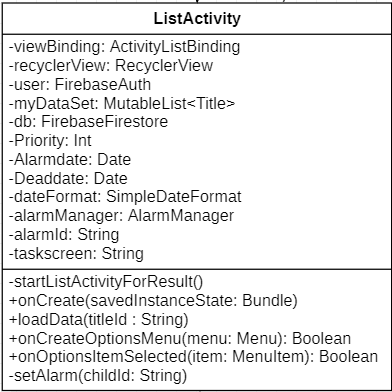 ListActivity
-viewBinding: ActivityListBinding
-recyclerView: RecyclerView
-user: FirebaseAuth
-myDataSet: MutableList<Title>
-db: FirebaseFirestore
-Priority: Int
-Alarmdate: Date
-Deaddate: Date
-dateFormat: SimpleDateFormat
-alarmManager: AlarmManager
-alarmId: String
-taskscreen: String
-startListActivityForResult()
+onCreate(savedInstanceState: Bundle)
+loadData(titleId : String)
+onCreateOptionsMenu(menu: Menu): Boolean
+onOptionsItemSelected(item: MenuItem): Boolean
-setAlarm(childId: String)